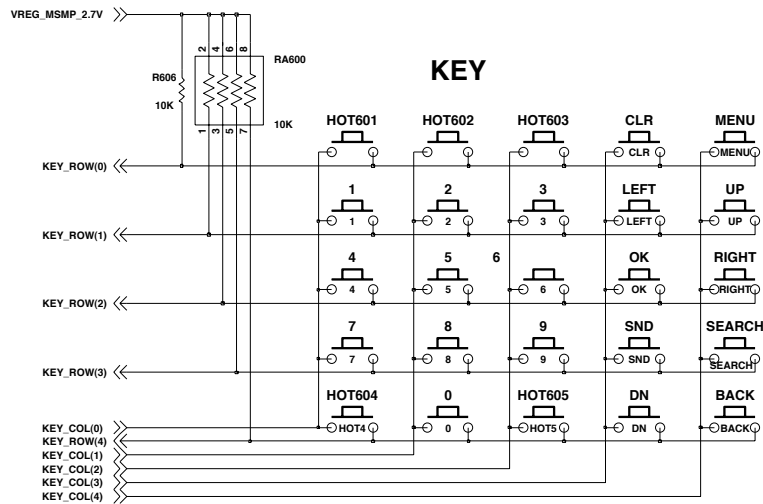 VREG_MSMP_2.7V
2 4 6 8
RA600
R606
10K
10K
1 3 5 7
KEY
HOT601 HOT602 HOT603 CLR MENU
CLR MENU
KEY_ROW(0)
1 2 3 LEFT UP
1 2 3 LEFT UP
KEY_ROW(1)
4 5 6 OK RIGHT
4 5 6 OK RIGHT
KEY_ROW(2)
7 8 9 SND SEARCH
7 8 9 SND SEARCH
KEY_ROW(3)
HOT604 0 HOT605 DN BACK
HOT4 0 HOT5 DN BACK
KEY_COL(0)
KEY_ROW(4)
KEY_COL(1)
KEY_COL(2)
KEY_COL(3)
KEY_COL(4)